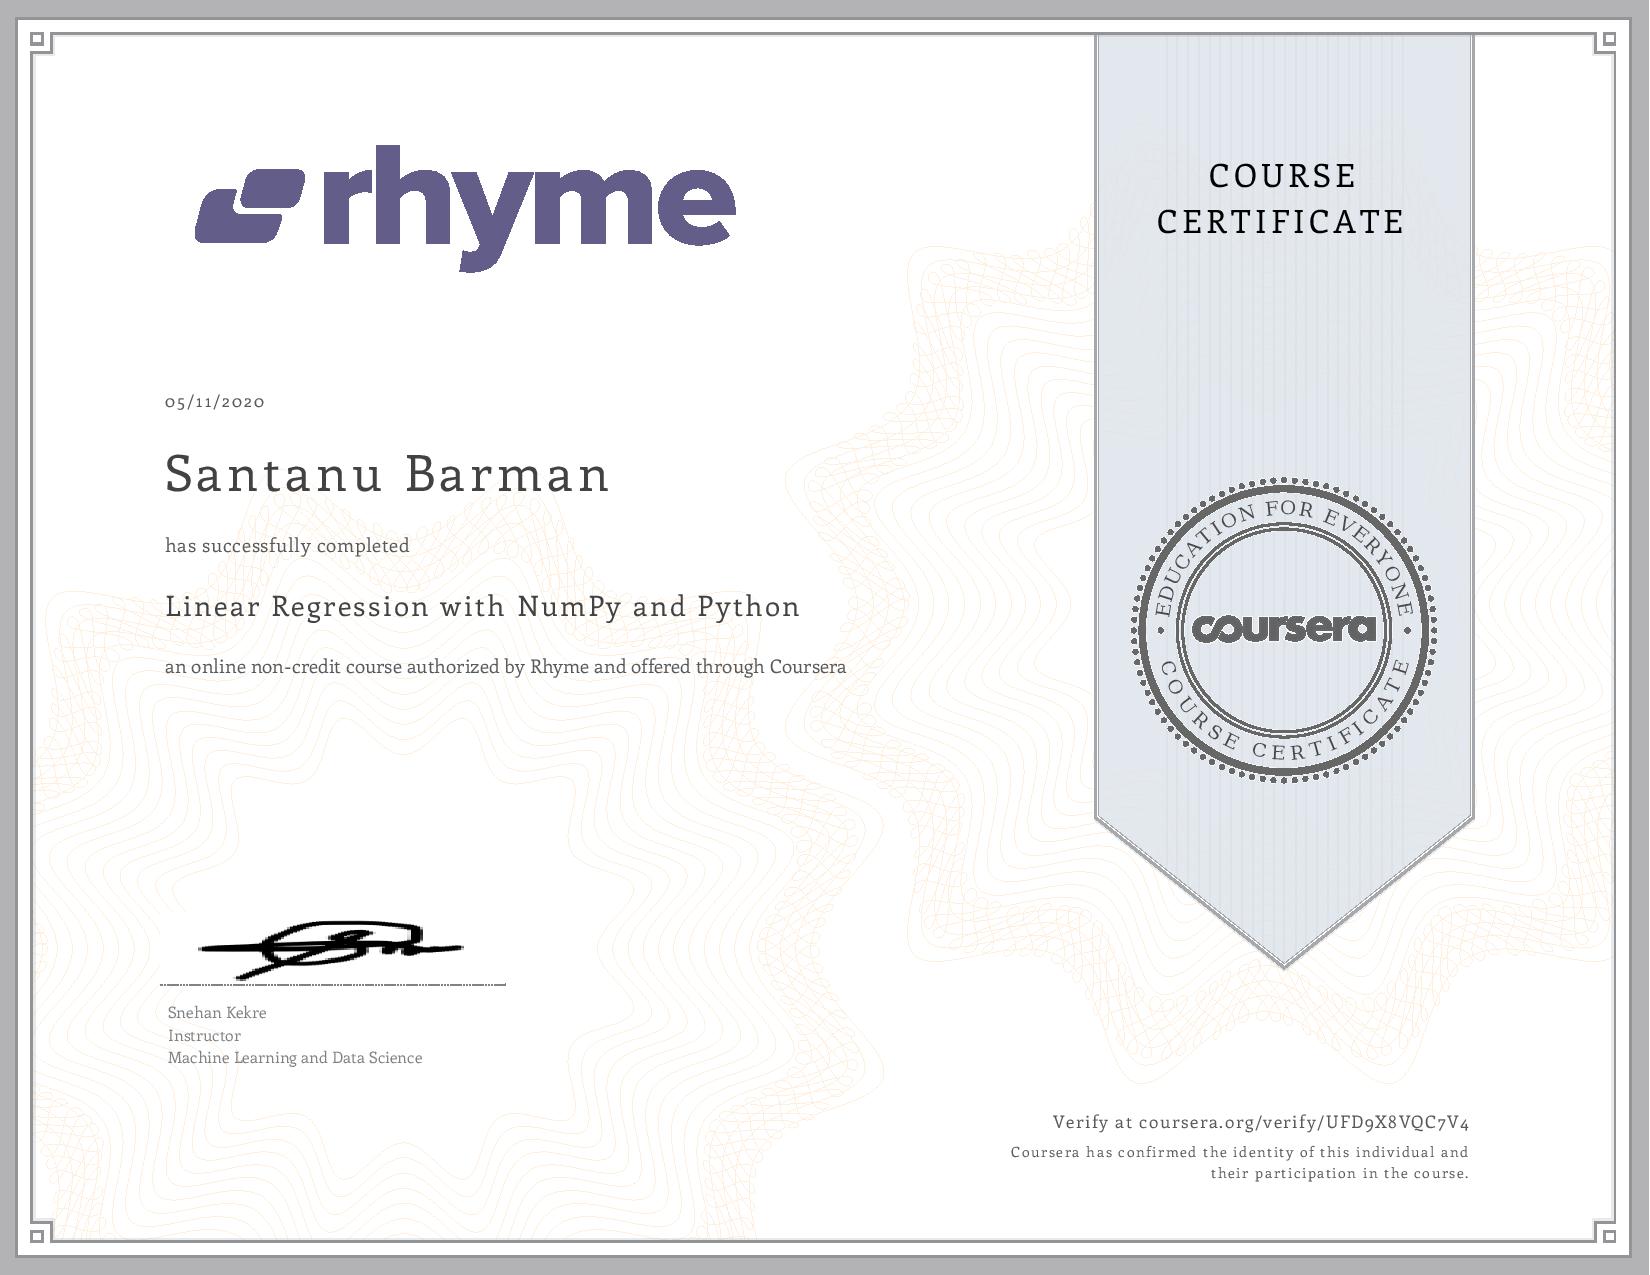 rhyme
COURSE
CERTIFICATE
05/11/2020
Santanu Barman
has successfully completed
Linear Regression with NumPy and Python
an online non-credit course authorized by Rhyme and offered through Coursera
EDUCATION FOR EVERYONE
coursera
COURSE CERTIFICATE
Snehan Kekre
Instructor
Machine Learning and Data Science
Verify at coursera.org/verify/UFD9X8VQC7V4
Coursera has confirmed the identity of this individual and
their participation in the course.